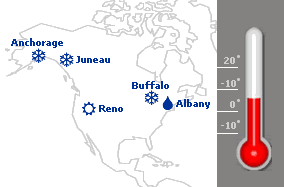 Anchorage
Juneau
Buffalo
Albany
Reno
20°
-10°
0°
-10°